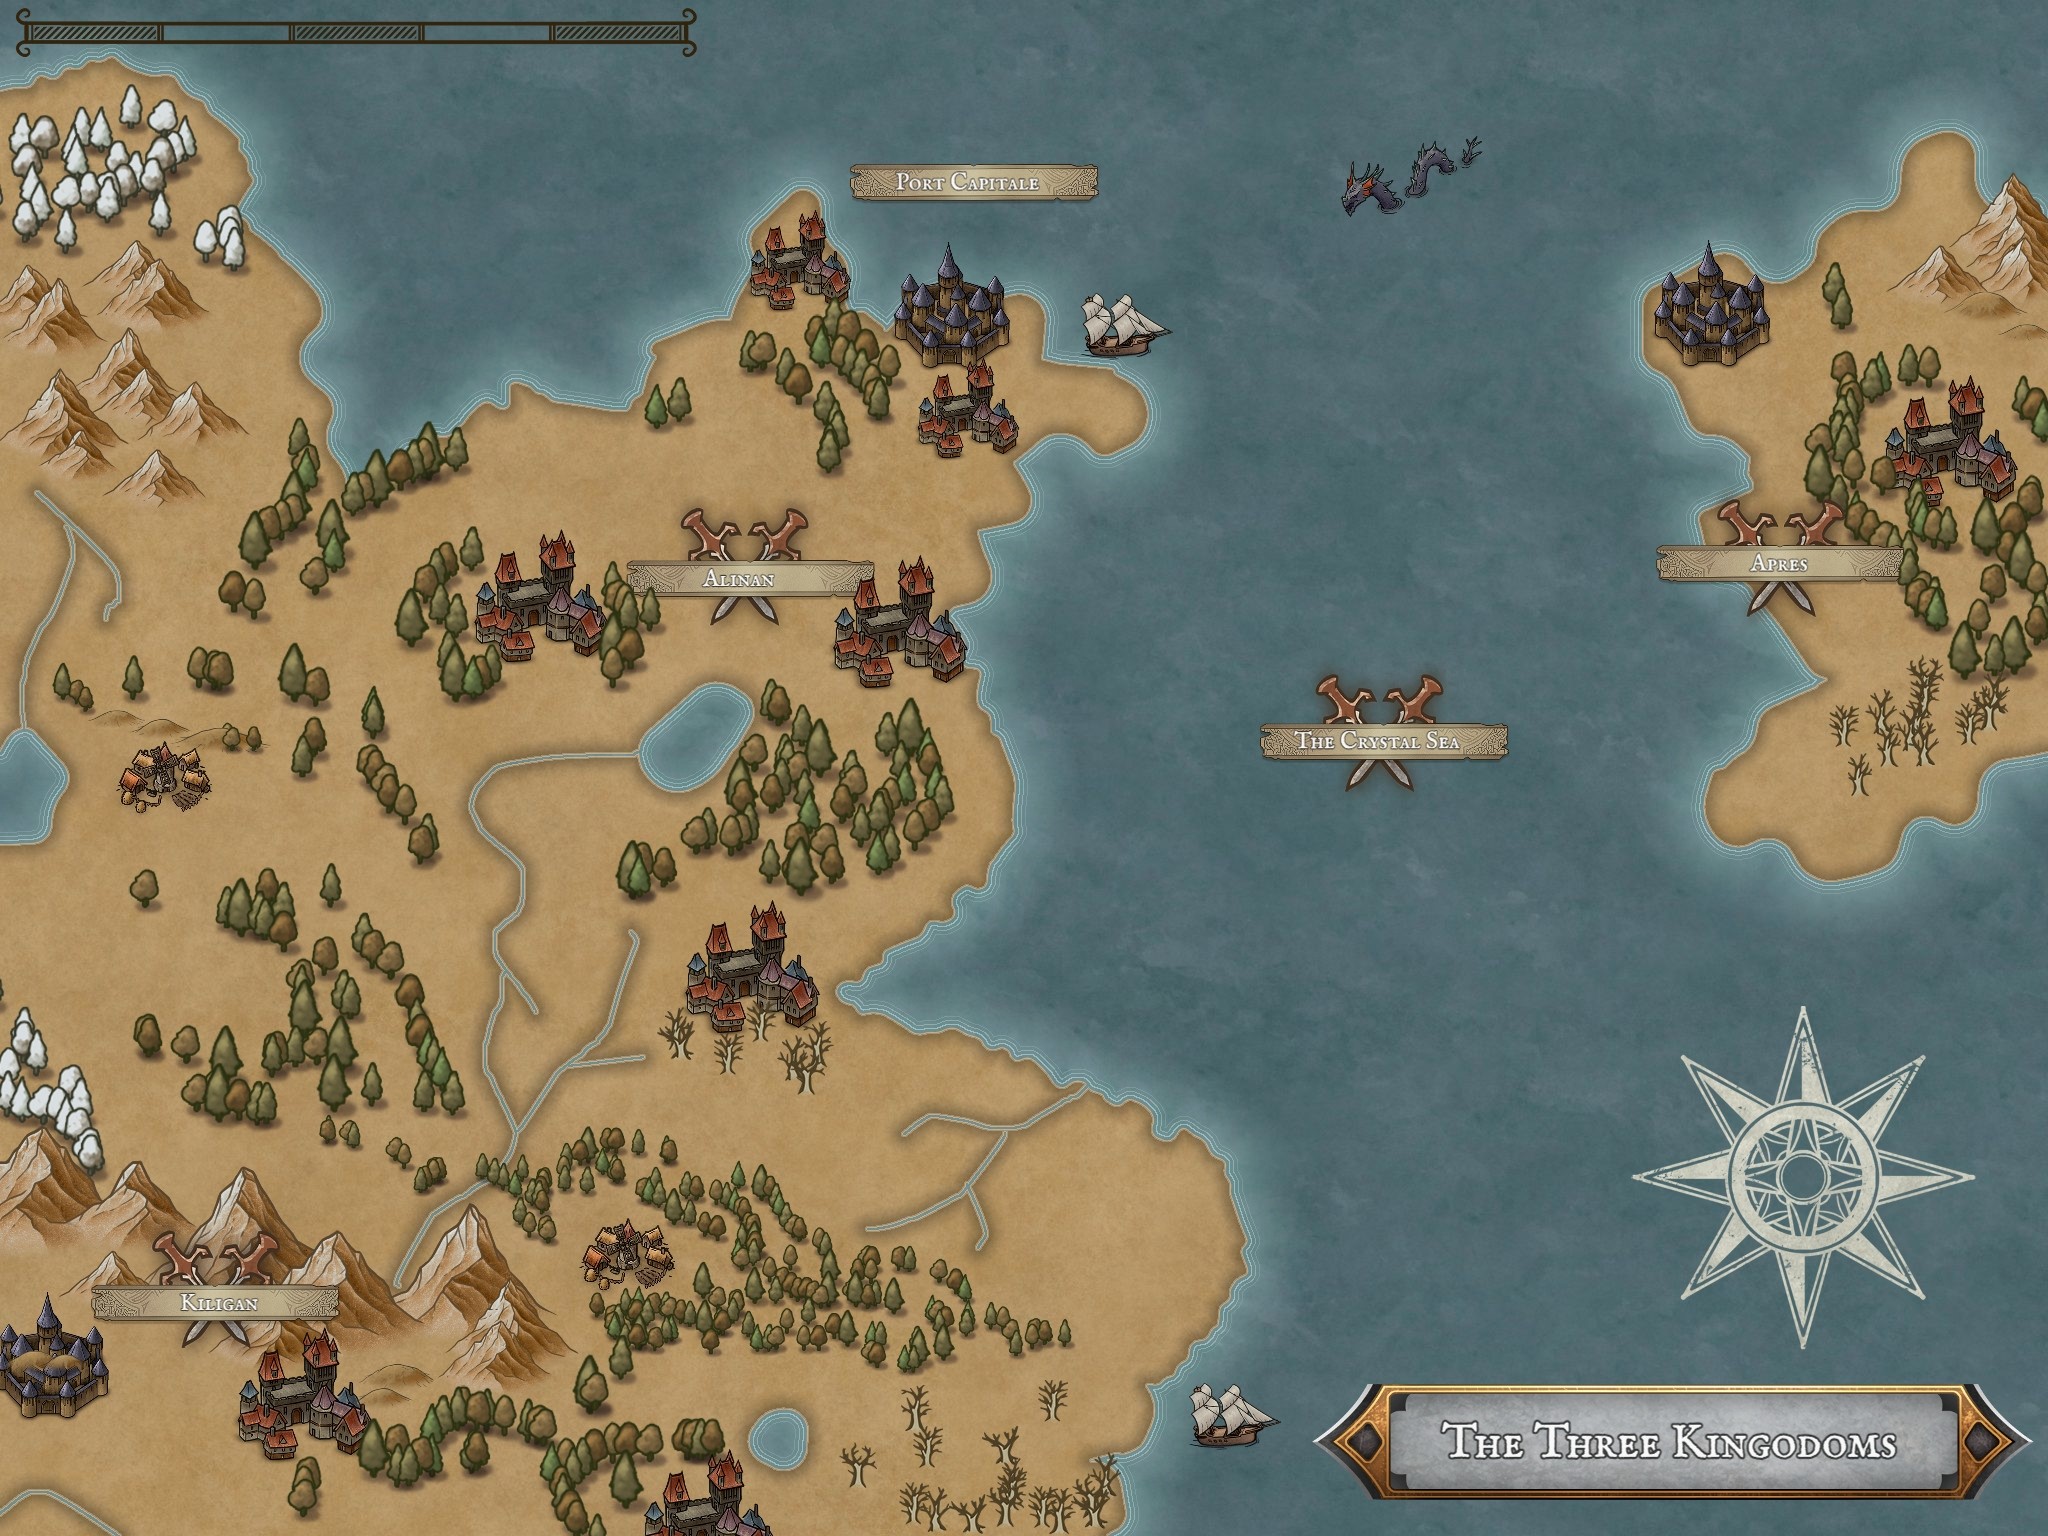 Port Capitale
Alinan
Apres
The Crystal Sea
Kiligan
The Three Kingodoms